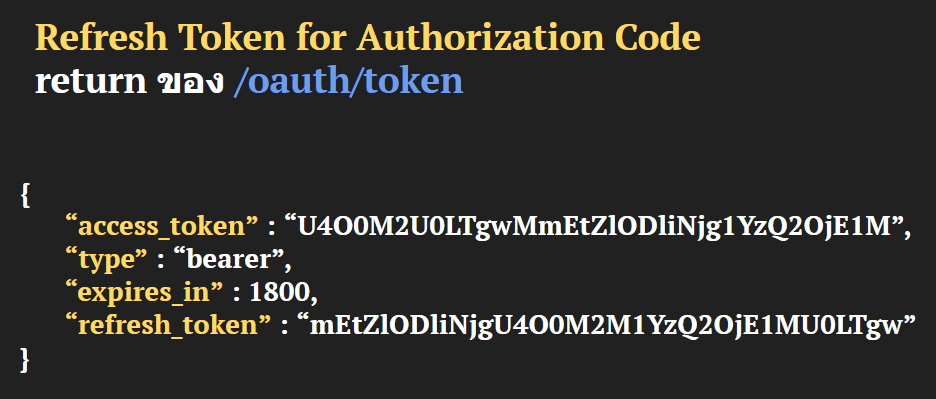 Refresh Token for Authorization Code
return ของ /oauth/token
{
“access_token” : “U4O0M2U0LTgwMmEtZlODliNjg1YzQ2OjE1M”,
“type” : “bearer”,
“expires_in” : 1800,
“refresh_token” : “mEtZlODliNjgU4O0M2M1YzQ2OjE1MU0LTgw”
}